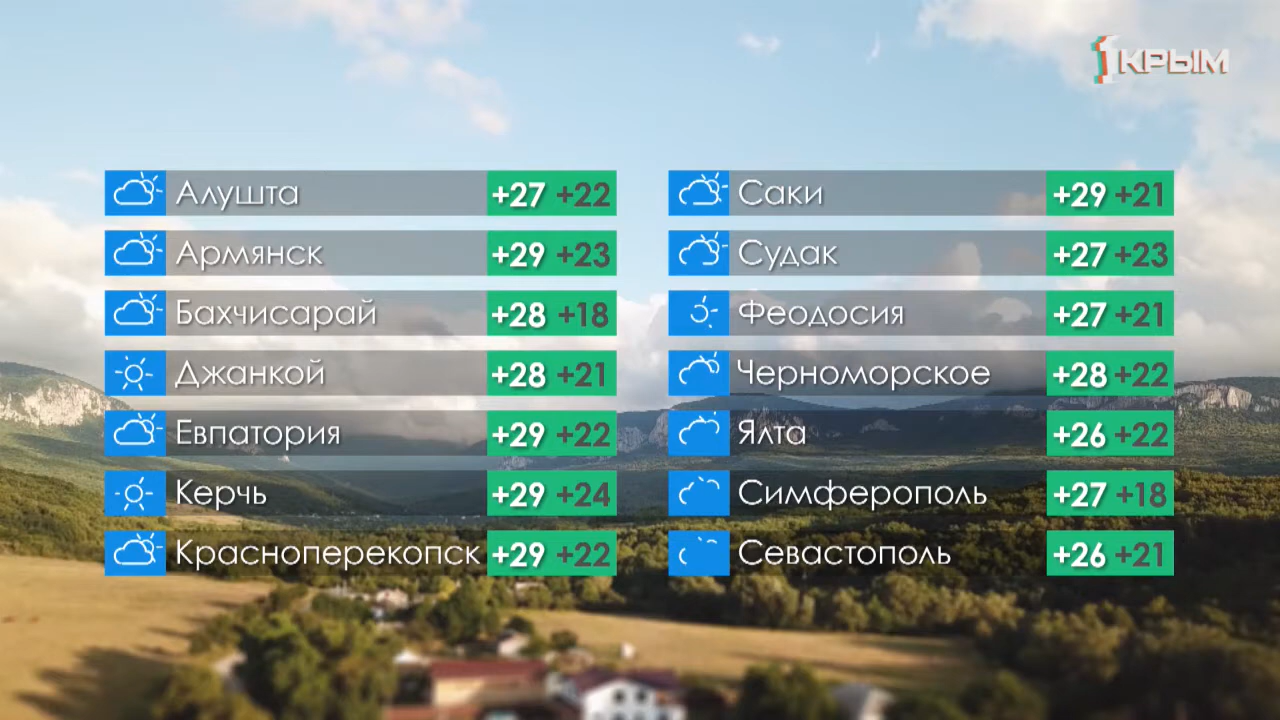 1КРЫМ
Алушта +27 +22
Армянск +29 +23
Бахчисарай +28 +18
Джанкой +28 +21
Евпатория +29 +22
Керчь +29 +24
Красноперекопск +29 +22
Саки +29 +21
Судак +27 +23
Феодосия +27 +21
Черноморское +28 +22
Ялта +26 +22
Симферополь +27 +18
Севастополь +26 +21